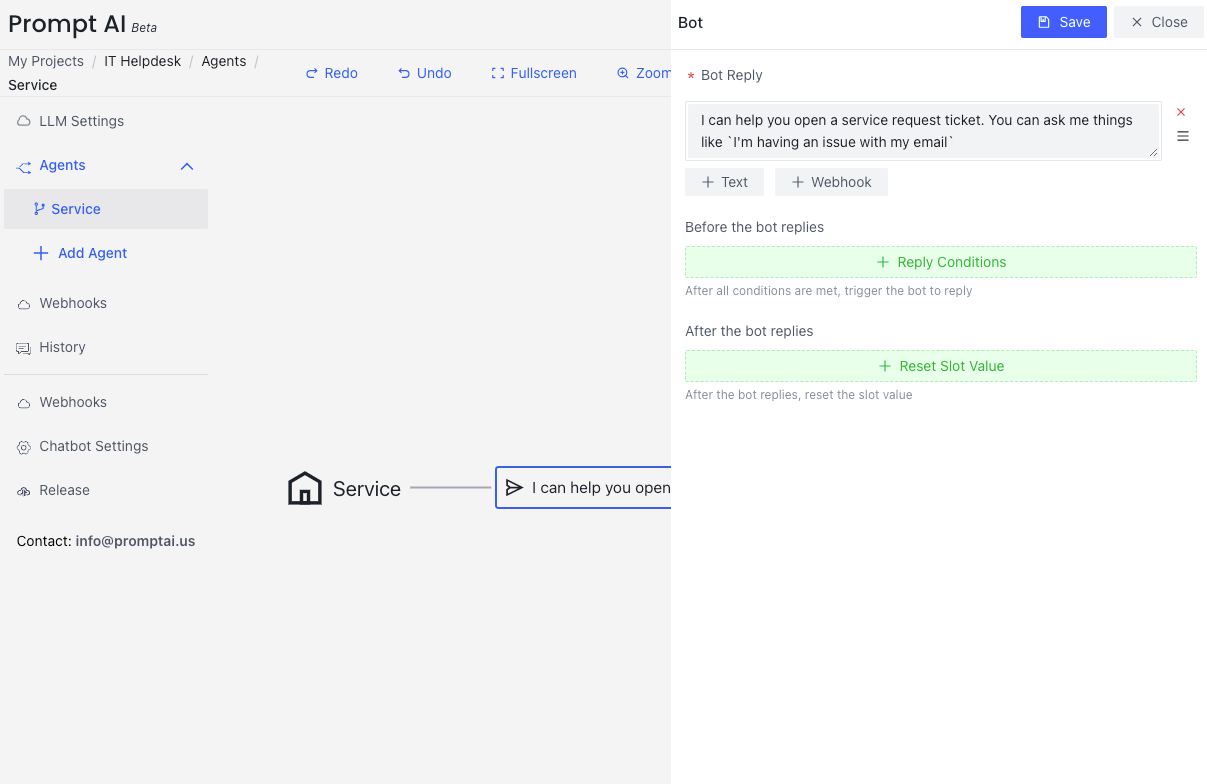 Prompt AI Beta
My Projects / IT Helpdesk / Agents /
Service
Redo
Undo
Fullscreen
Zoom
LLM Settings
Agents
Service
Add Agent
Webhooks
History
Webhooks
Chatbot Settings
Release
Contact: info@promptai.us
Service
I can help you open
Bot
Save
Close
* Bot Reply
I can help you open a service request ticket. You can ask me things
like `I'm having an issue with my email`
+ Text
+ Webhook
Before the bot replies
+ Reply Conditions
After all conditions are met, trigger the bot to reply
After the bot replies
+ Reset Slot Value
After the bot replies, reset the slot value